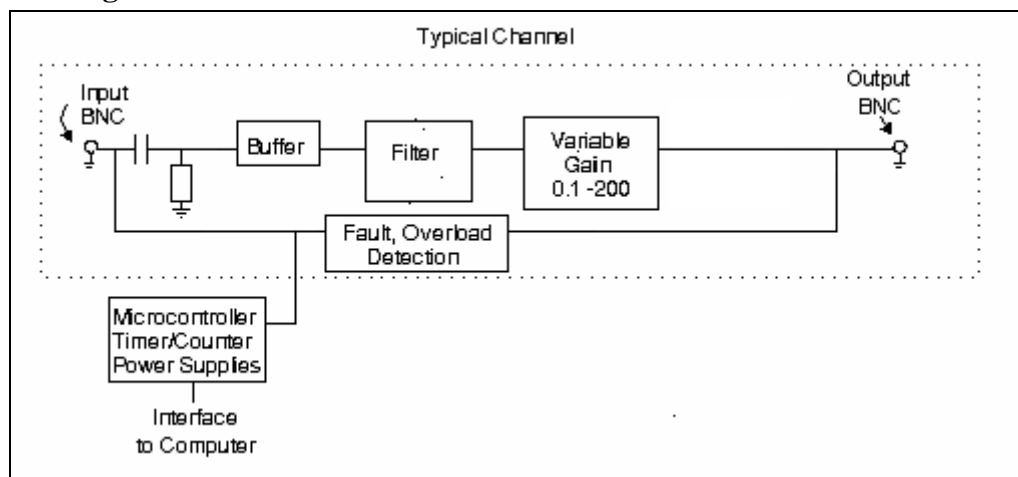 Typical Channel
Input
BNC
Output
BNC
Buffer
Filter
Variable
Gain
0.1 -200
Fault, Overload
Detection
Microcontroller
Timer/Counter
Power Supplies
Interface
to Computer